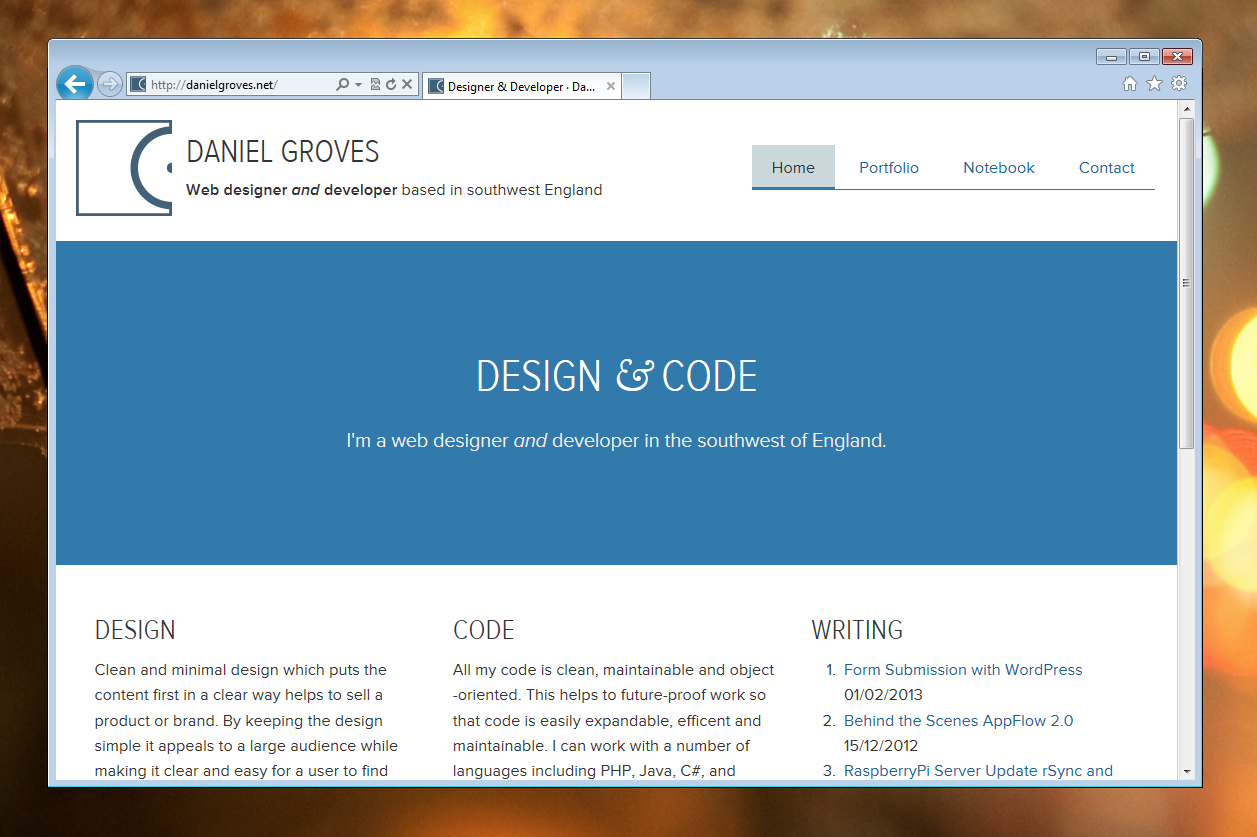 http://danielgroves.net/
Designer & Developer · Da...
DANIEL GROVES
Web designer and developer based in southwest England
Home Portfolio Notebook Contact
DESIGN & CODE
I'm a web designer and developer in the southwest of England.
DESIGN
Clean and minimal design which puts the
content first in a clear way helps to sell a
product or brand. By keeping the design
simple it appeals to a large audience while
making it clear and easy for a user to find
CODE
All my code is clean, maintainable and object
-oriented. This helps to future-proof work so
that code is easily expandable, efficent and
maintainable. I can work with a number of
languages including PHP, Java, C#, and
WRITING
1. Form Submission with WordPress
01/02/2013
2. Behind the Scenes AppFlow 2.0
15/12/2012
3. RaspberryPi Server Update rSync and